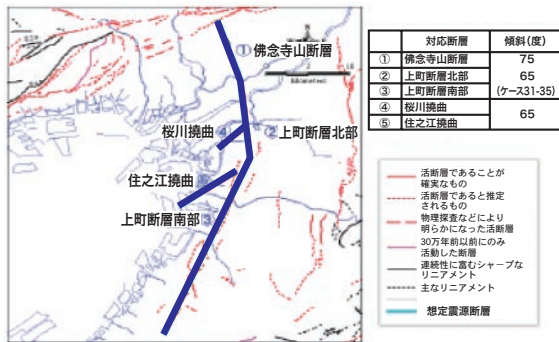 ①佛念寺山断層
N
kilometers
桜川撓曲④
②上町断層北部
住之江撓曲
⑤
上町断層南部③
対応断層 傾斜(度)
① 佛念寺山断層 75
② 上町断層北部 65
③ 上町断層南部 (ケース31-35)
④ 桜川撓曲 65
⑤ 住之江撓曲
活断層であることが
確実なもの
活断層であると推定
されるもの
物理探査などにより
明らかになった活断層
30万年前以前にのみ
活動した断層
連続性に富むシャープな
リニアメント
主なリニアメント
想定震源断層